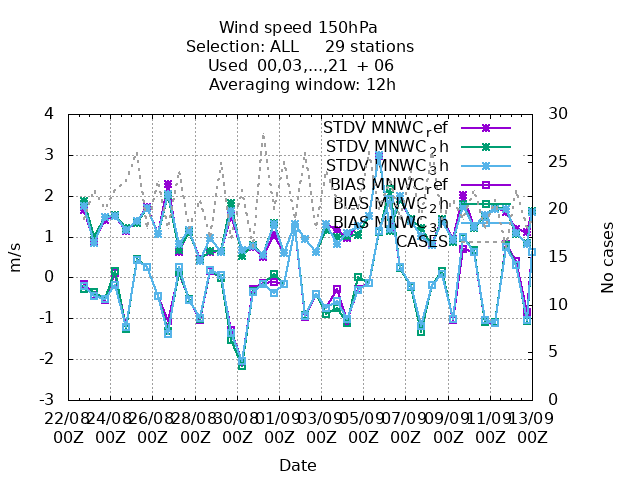 Wind speed 150hPa
Selection: ALL 29 stations
Used 00,03,...,21 + 06
Averaging window: 12h
4
3
2
1
0
-1
-2
-3
m/s
30
25
20
15
10
5
0
No cases
STDV MNWC_ref
STDV MNWC_2h
STDV MNWC_3h
BIAS MNWC_ref
BIAS MNWC_2h
BIAS MNWC_3h
CASES
22/08 24/08 26/08 28/08 30/08 01/09 03/09 05/09 07/09 09/09 11/09 13/09
00Z 00Z 00Z 00Z 00Z 00Z 00Z 00Z 00Z 00Z 00Z 00Z
Date